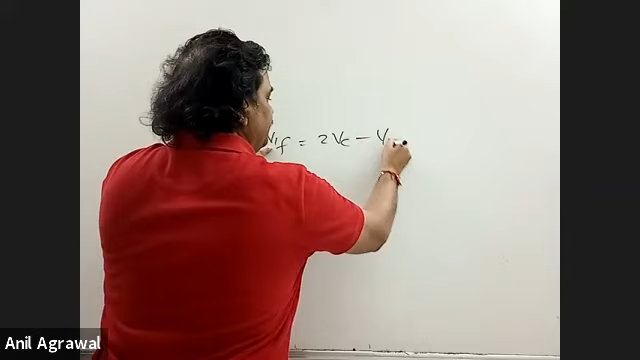 V₁f = 2Vc − V
Anil Agrawal